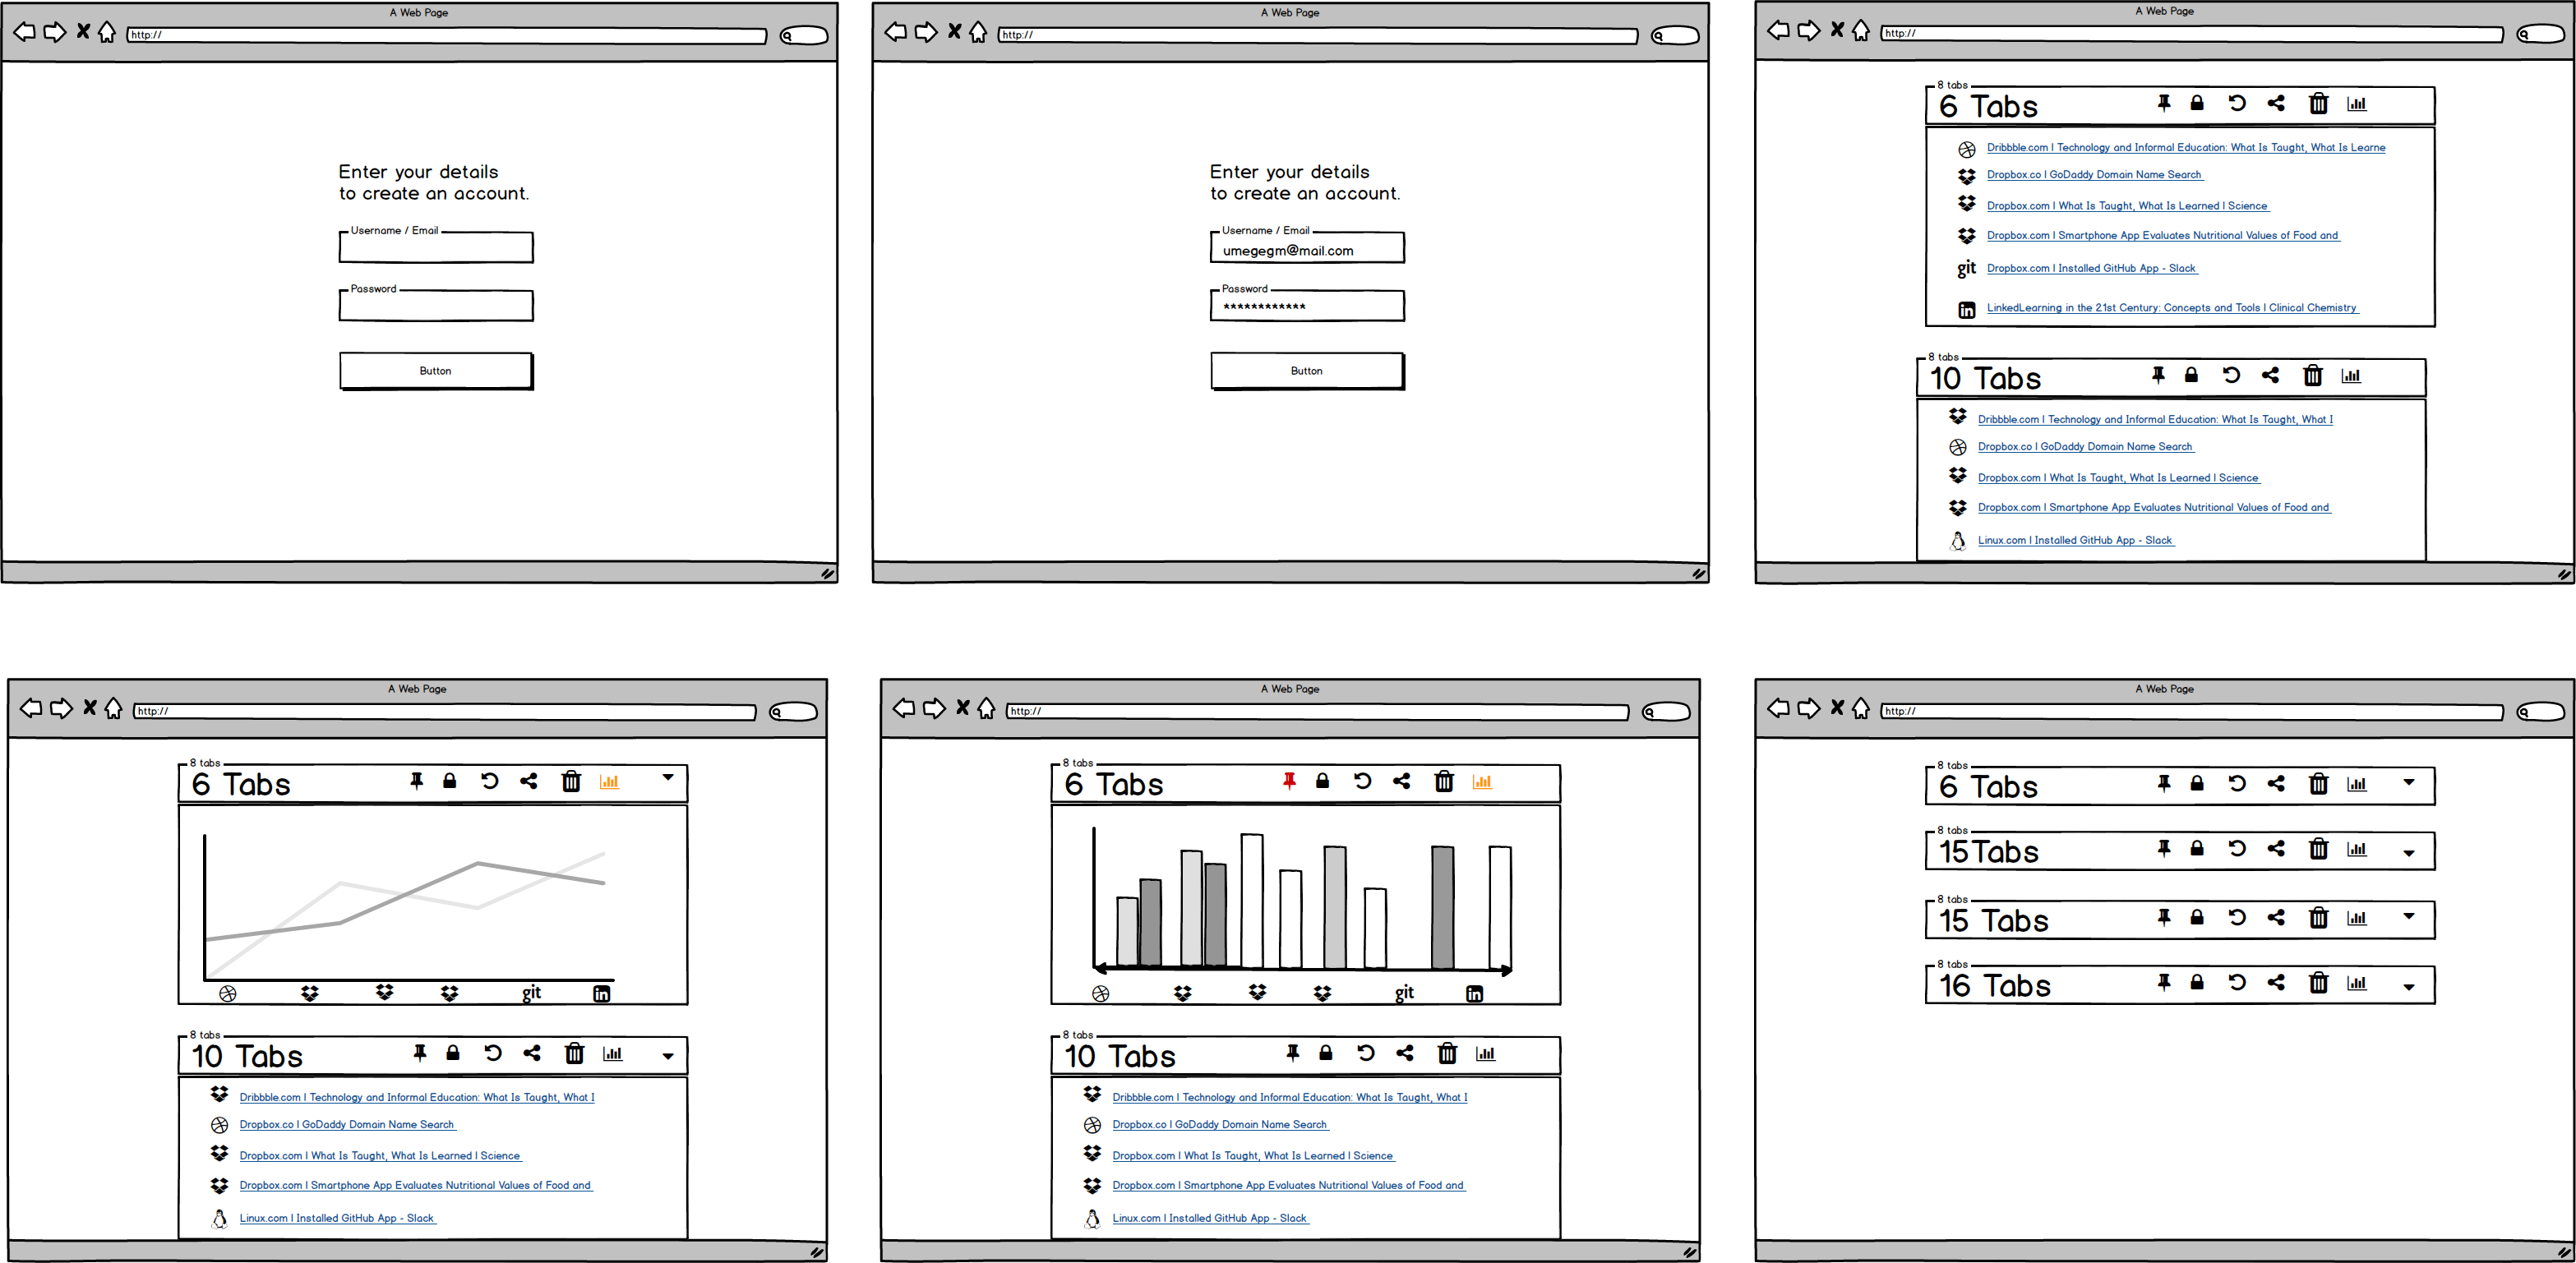 A Web Page
http://
Enter your details
to create an account.
Username / Email
Password
Button
A Web Page
http://
Enter your details
to create an account.
Username / Email
umegegm@mail.com
Password
************
Button
A Web Page
http://
8 tabs
6 Tabs
Dribbble.com | Technology and Informal Education: What Is Taught, What Is Learne
Dropbox.co | GoDaddy Domain Name Search
Dropbox.com | What Is Taught, What Is Learned | Science
Dropbox.com | Smartphone App Evaluates Nutritional Values of Food and
git Dropbox.com | Installed GitHub App - Slack
in LinkedLearning in the 21st Century: Concepts and Tools | Clinical Chemistry
8 tabs
10 Tabs
Dribbble.com | Technology and Informal Education: What Is Taught, What I
Dropbox.co | GoDaddy Domain Name Search
Dropbox.com | What Is Taught, What Is Learned | Science
Dropbox.com | Smartphone App Evaluates Nutritional Values of Food and
Linux.com | Installed GitHub App - Slack
A Web Page
http://
8 tabs
6 Tabs
git in
8 tabs
10 Tabs
Dribbble.com | Technology and Informal Education: What Is Taught, What I
Dropbox.co | GoDaddy Domain Name Search
Dropbox.com | What Is Taught, What Is Learned | Science
Dropbox.com | Smartphone App Evaluates Nutritional Values of Food and
Linux.com | Installed GitHub App - Slack
A Web Page
http://
8 tabs
6 Tabs
git in
8 tabs
10 Tabs
Dribbble.com | Technology and Informal Education: What Is Taught, What I
Dropbox.co | GoDaddy Domain Name Search
Dropbox.com | What Is Taught, What Is Learned | Science
Dropbox.com | Smartphone App Evaluates Nutritional Values of Food and
Linux.com | Installed GitHub App - Slack
A Web Page
http://
8 tabs
6 Tabs
8 tabs
15Tabs
8 tabs
15 Tabs
8 tabs
16 Tabs